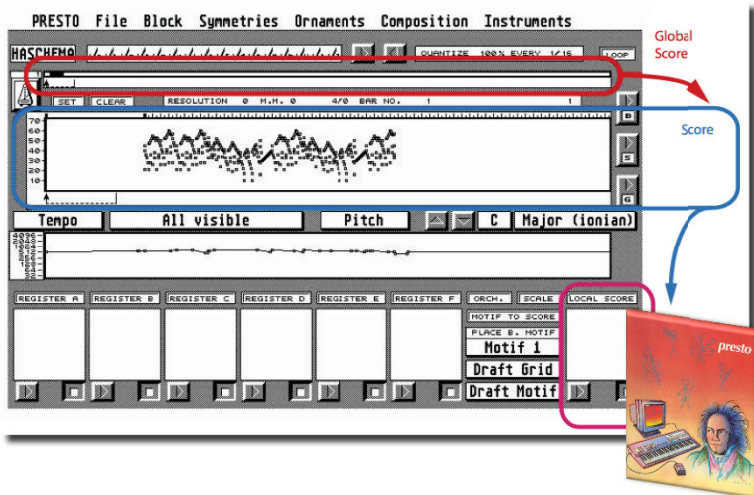 PRESTO File Block Symmetries Ornaments Composition Instruments
HASCHEMA
QUANTIZE 100% EVERY 1/16
LOOP
Global
Score
SET CLEAR RESOLUTION 0 M.M. 0 4/0 BAR NO. 1 1
B
Score
70
60
50
40
30
20
10
S
G
Tempo All visible Pitch C Major (ionian)
4096
REGISTER A REGISTER B REGISTER C REGISTER D REGISTER E REGISTER F ORCH. SCALE LOCAL SCORE
MOTIF TO SCORE
PLACE B. MOTIF
Motif 1
presto
Draft Grid
Draft Motif